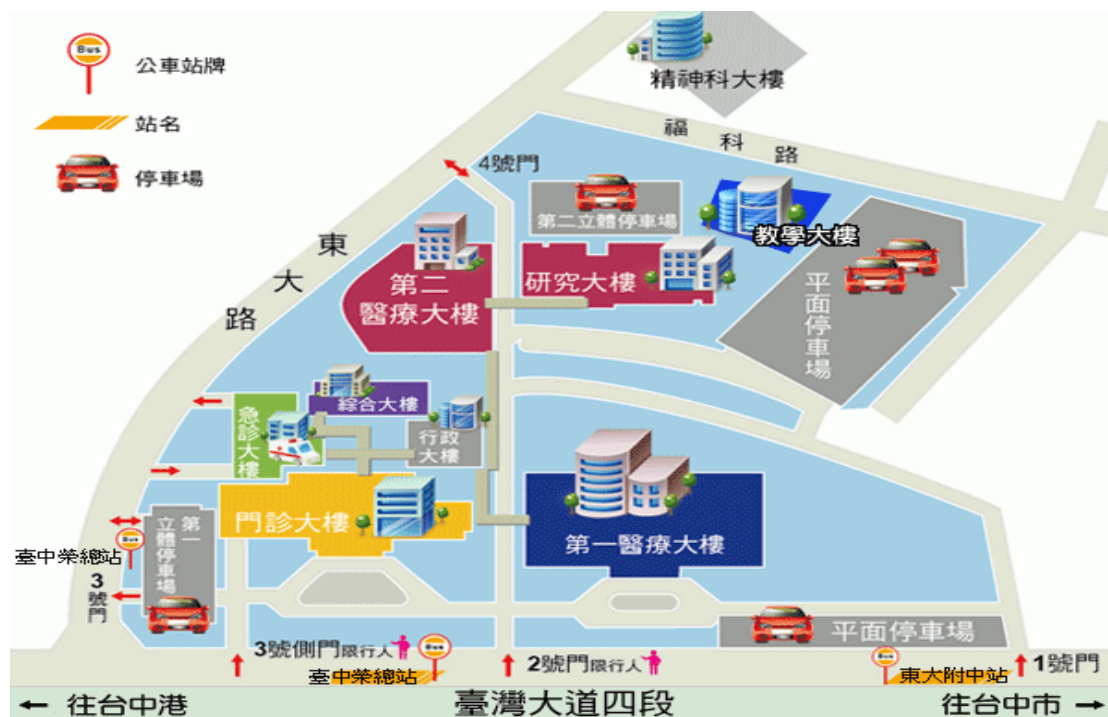 Bus
公車站牌
站名
停車場
精神科大樓
福科路
4號門
第二立體停車場
教學大樓
東大路
第二
醫療大樓
研究大樓
平面停車場
綜合大樓
急診大樓
行政
大樓
門診大樓
第一醫療大樓
第一
立體停車場
Bus
臺中榮總站
3號門
平面停車場
3號側門限行人
Bus
臺中榮總站
2號門限行人
Bus
東大附中站
1號門
← 往台中港
臺灣大道四段
往台中市 →